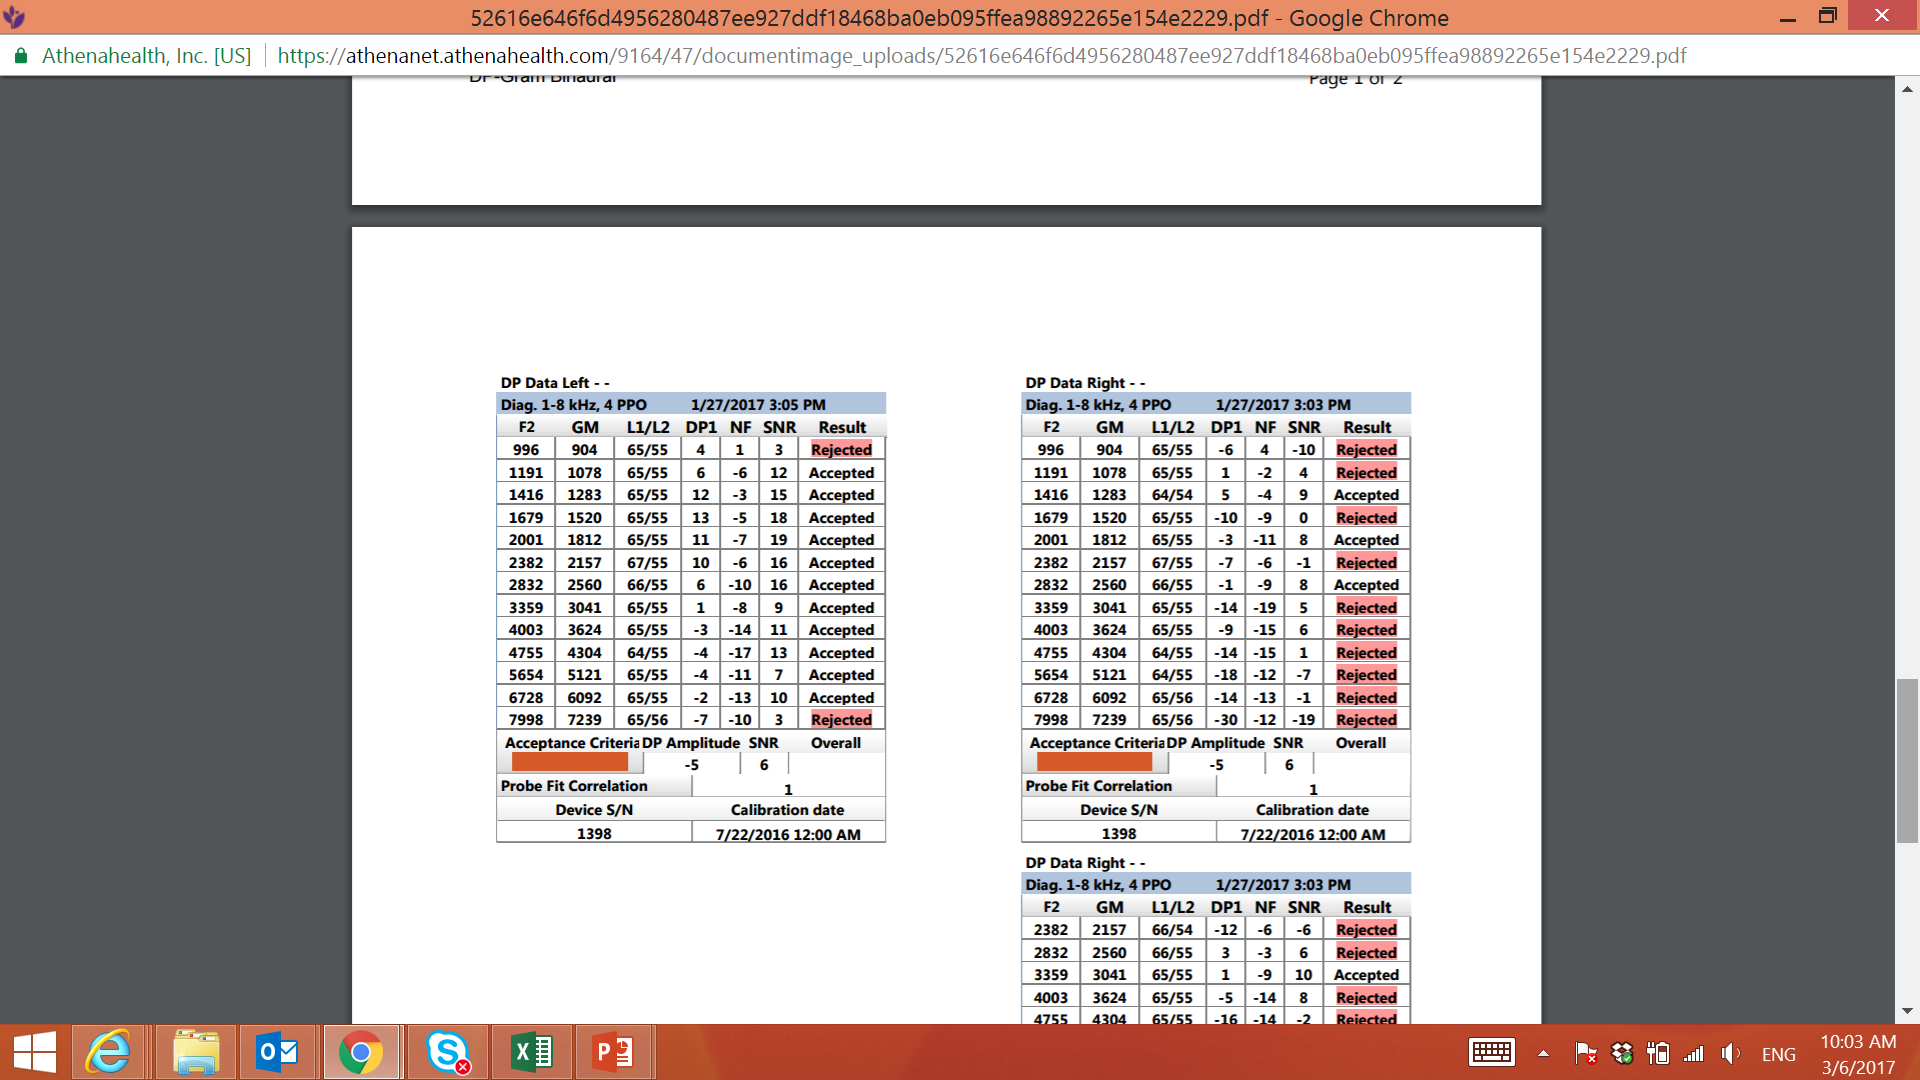 52616e646f6d4956280487ee927ddf18468ba0eb095ffea98892265e154e2229.pdf - Google Chrome
Athenahealth, Inc. [US] https://athenanet.athenahealth.com/9164/47/documentimage_uploads/52616e646f6d4956280487ee927ddf18468ba0eb095ffea98892265e154e2229.pdf
DP-Gram Binaural Page 1 of 2
DP Data Left - -
Diag. 1-8 kHz, 4 PPO 1/27/2017 3:05 PM
F2 GM L1/L2 DP1 NF SNR Result
996 904 65/55 4 1 3 Rejected
1191 1078 65/55 6 -6 12 Accepted
1416 1283 65/55 12 -3 15 Accepted
1679 1520 65/55 13 -5 18 Accepted
2001 1812 65/55 11 -7 19 Accepted
2382 2157 67/55 10 -6 16 Accepted
2832 2560 66/55 6 -10 16 Accepted
3359 3041 65/55 1 -8 9 Accepted
4003 3624 65/55 -3 -14 11 Accepted
4755 4304 64/55 -4 -17 13 Accepted
5654 5121 65/55 -4 -11 7 Accepted
6728 6092 65/55 -2 -13 10 Accepted
7998 7239 65/56 -7 -10 3 Rejected
Acceptance Criteria DP Amplitude SNR Overall
-5 6
Probe Fit Correlation 1
Device S/N Calibration date
1398 7/22/2016 12:00 AM
DP Data Right - -
Diag. 1-8 kHz, 4 PPO 1/27/2017 3:03 PM
F2 GM L1/L2 DP1 NF SNR Result
996 904 65/55 -6 4 -10 Rejected
1191 1078 65/55 1 -2 4 Rejected
1416 1283 64/54 5 -4 9 Accepted
1679 1520 65/55 -10 -9 0 Rejected
2001 1812 65/55 -3 -11 8 Accepted
2382 2157 67/55 -7 -6 -1 Rejected
2832 2560 66/55 -1 -9 8 Accepted
3359 3041 65/55 -14 -19 5 Rejected
4003 3624 65/55 -9 -15 6 Rejected
4755 4304 64/55 -14 -15 1 Rejected
5654 5121 64/55 -18 -12 -7 Rejected
6728 6092 65/56 -14 -13 -1 Rejected
7998 7239 65/56 -30 -12 -19 Rejected
Acceptance Criteria DP Amplitude SNR Overall
-5 6
Probe Fit Correlation 1
Device S/N Calibration date
1398 7/22/2016 12:00 AM
DP Data Right - -
Diag. 1-8 kHz, 4 PPO 1/27/2017 3:03 PM
F2 GM L1/L2 DP1 NF SNR Result
2382 2157 66/54 -12 -6 -6 Rejected
2832 2560 66/55 3 -3 6 Rejected
3359 3041 65/55 1 -9 10 Accepted
4003 3624 65/55 -5 -14 8 Rejected
4755 4304 65/55 -16 -14 -2 Rejected
ENG
10:03 AM
3/6/2017